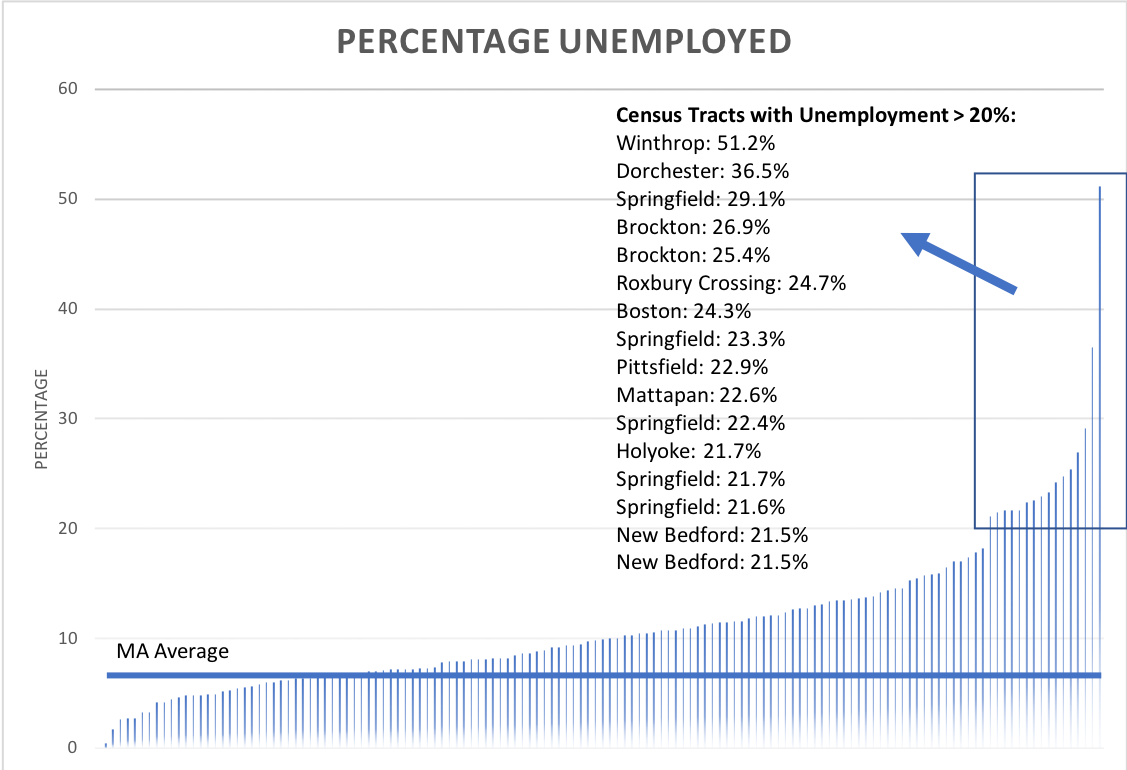 PERCENTAGE UNEMPLOYED
60
50
40
30
20
10
0
PERCENTAGE
Census Tracts with Unemployment > 20%:
Winthrop: 51.2%
Dorchester: 36.5%
Springfield: 29.1%
Brockton: 26.9%
Brockton: 25.4%
Roxbury Crossing: 24.7%
Boston: 24.3%
Springfield: 23.3%
Pittsfield: 22.9%
Mattapan: 22.6%
Springfield: 22.4%
Holyoke: 21.7%
Springfield: 21.7%
Springfield: 21.6%
New Bedford: 21.5%
New Bedford: 21.5%
MA Average